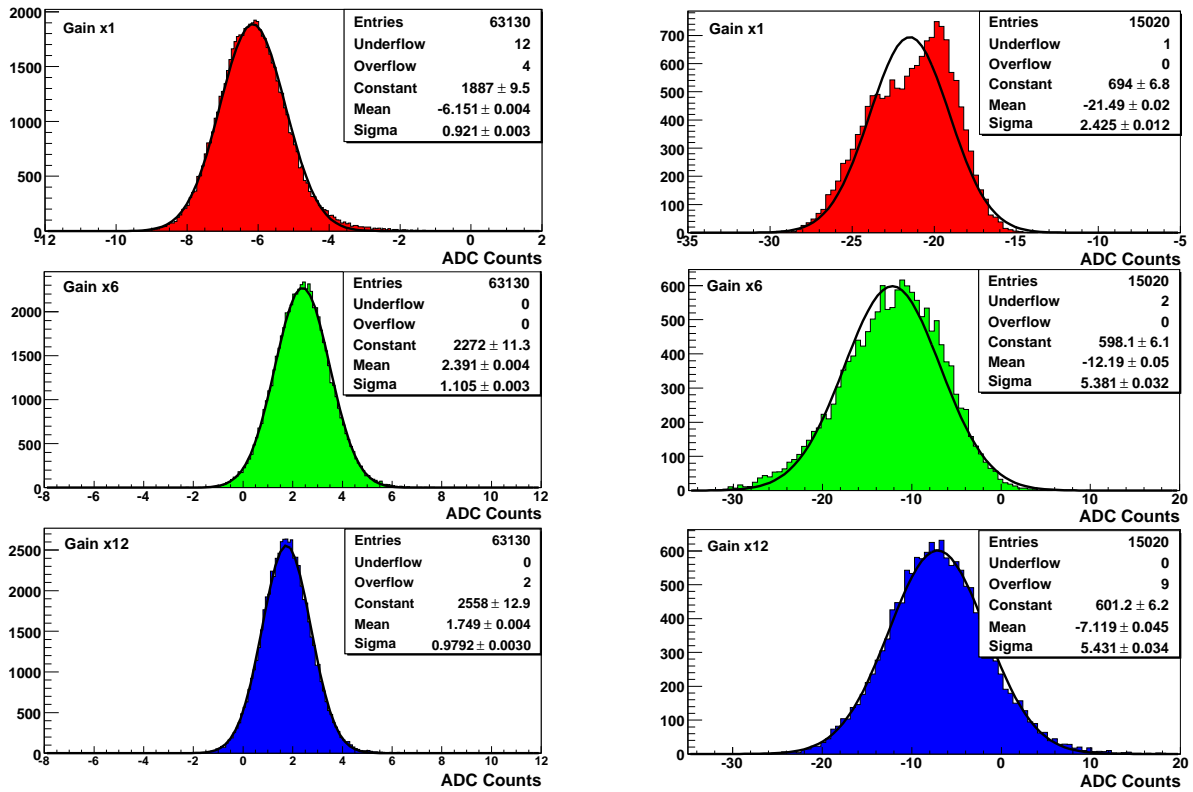 Gain x1
Entries 63130
Underflow 12
Overflow 4
Constant 1887 ± 9.5
Mean -6.151 ± 0.004
Sigma 0.921 ± 0.003
2000
1500
1000
500
0
-12 -10 -8 -6 -4 -2 0 2
ADC Counts
Gain x1
Entries 15020
Underflow 1
Overflow 0
Constant 694 ± 6.8
Mean -21.49 ± 0.02
Sigma 2.425 ± 0.012
700
600
500
400
300
200
100
0
-35 -30 -25 -20 -15 -10 -5
ADC Counts
Gain x6
Entries 63130
Underflow 0
Overflow 0
Constant 2272 ± 11.3
Mean 2.391 ± 0.004
Sigma 1.105 ± 0.003
2000
1500
1000
500
0
-8 -6 -4 -2 0 2 4 6 8 10 12
ADC Counts
Gain x6
Entries 15020
Underflow 2
Overflow 0
Constant 598.1 ± 6.1
Mean -12.19 ± 0.05
Sigma 5.381 ± 0.032
600
500
400
300
200
100
0
-30 -20 -10 0 10 20
ADC Counts
Gain x12
Entries 63130
Underflow 0
Overflow 2
Constant 2558 ± 12.9
Mean 1.749 ± 0.004
Sigma 0.9792 ± 0.0030
2500
2000
1500
1000
500
0
-8 -6 -4 -2 0 2 4 6 8 10 12
ADC Counts
Gain x12
Entries 15020
Underflow 0
Overflow 9
Constant 601.2 ± 6.2
Mean -7.119 ± 0.045
Sigma 5.431 ± 0.034
600
500
400
300
200
100
0
-30 -20 -10 0 10 20
ADC Counts